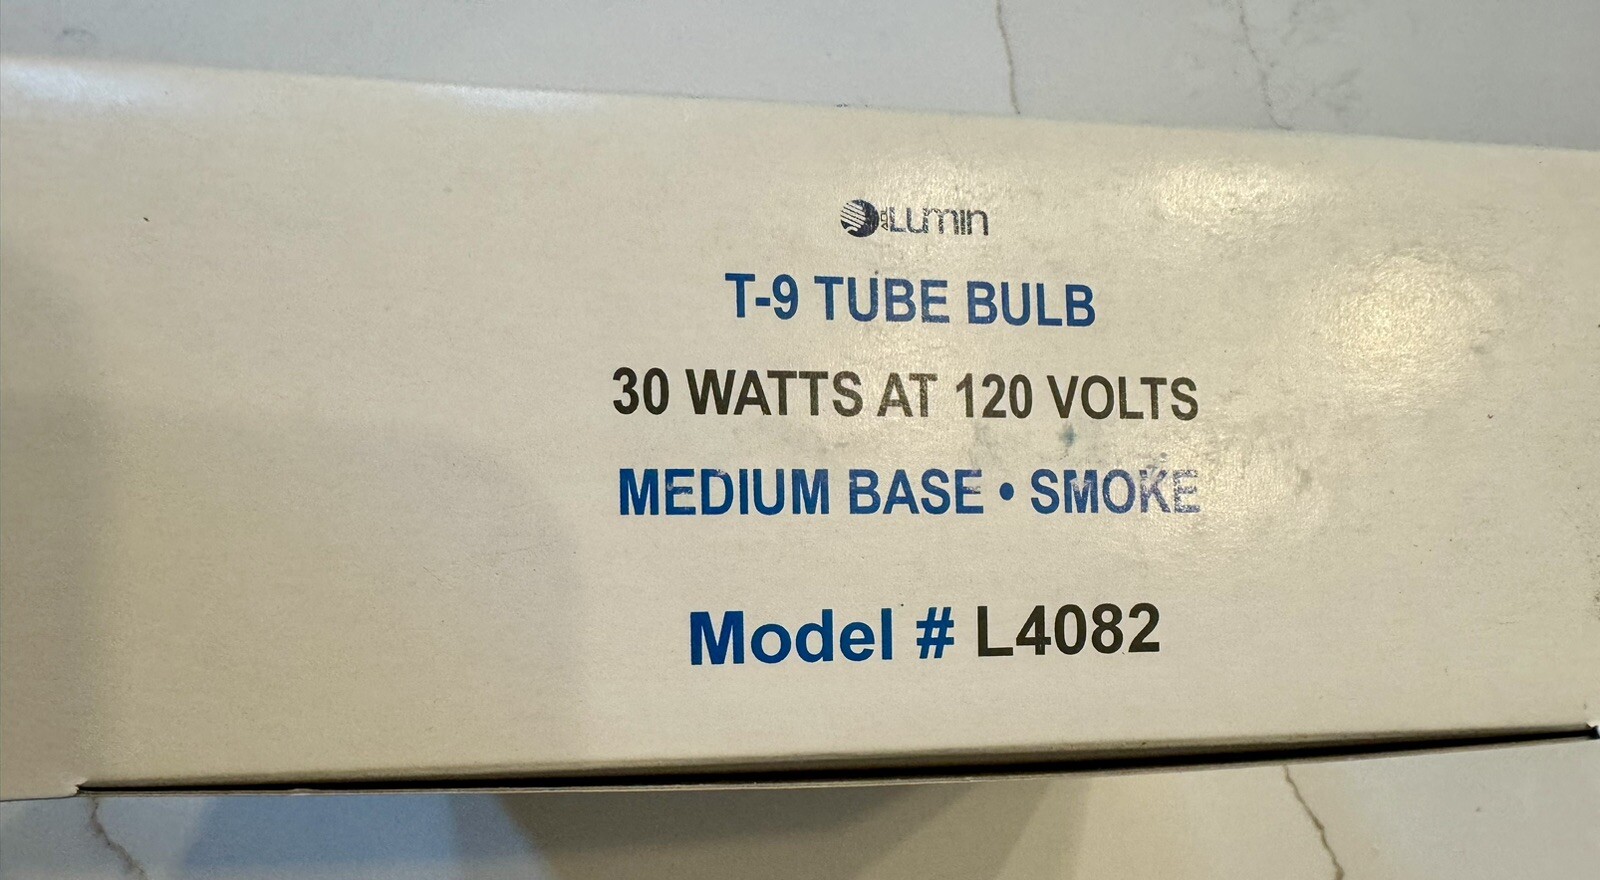 Lumin
T-9 TUBE BULB
30 WATTS AT 120 VOLTS
MEDIUM BASE • SMOKE
Model # L4082